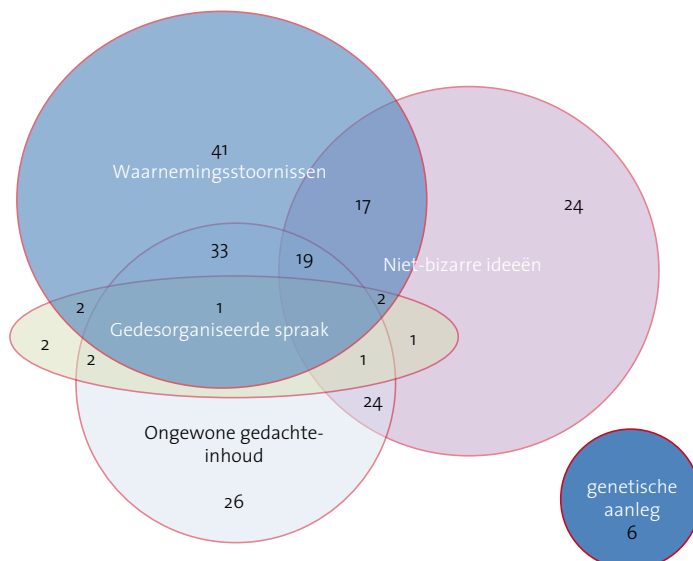 41
Waarnemingsstoornissen
17
24
33
19
Niet-bizarre ideeën
2
1
2
Gedesorganiseerde spraak
1
2
2
1
24
Ongewone gedachte-
inhoud
26
genetische
aanleg
6